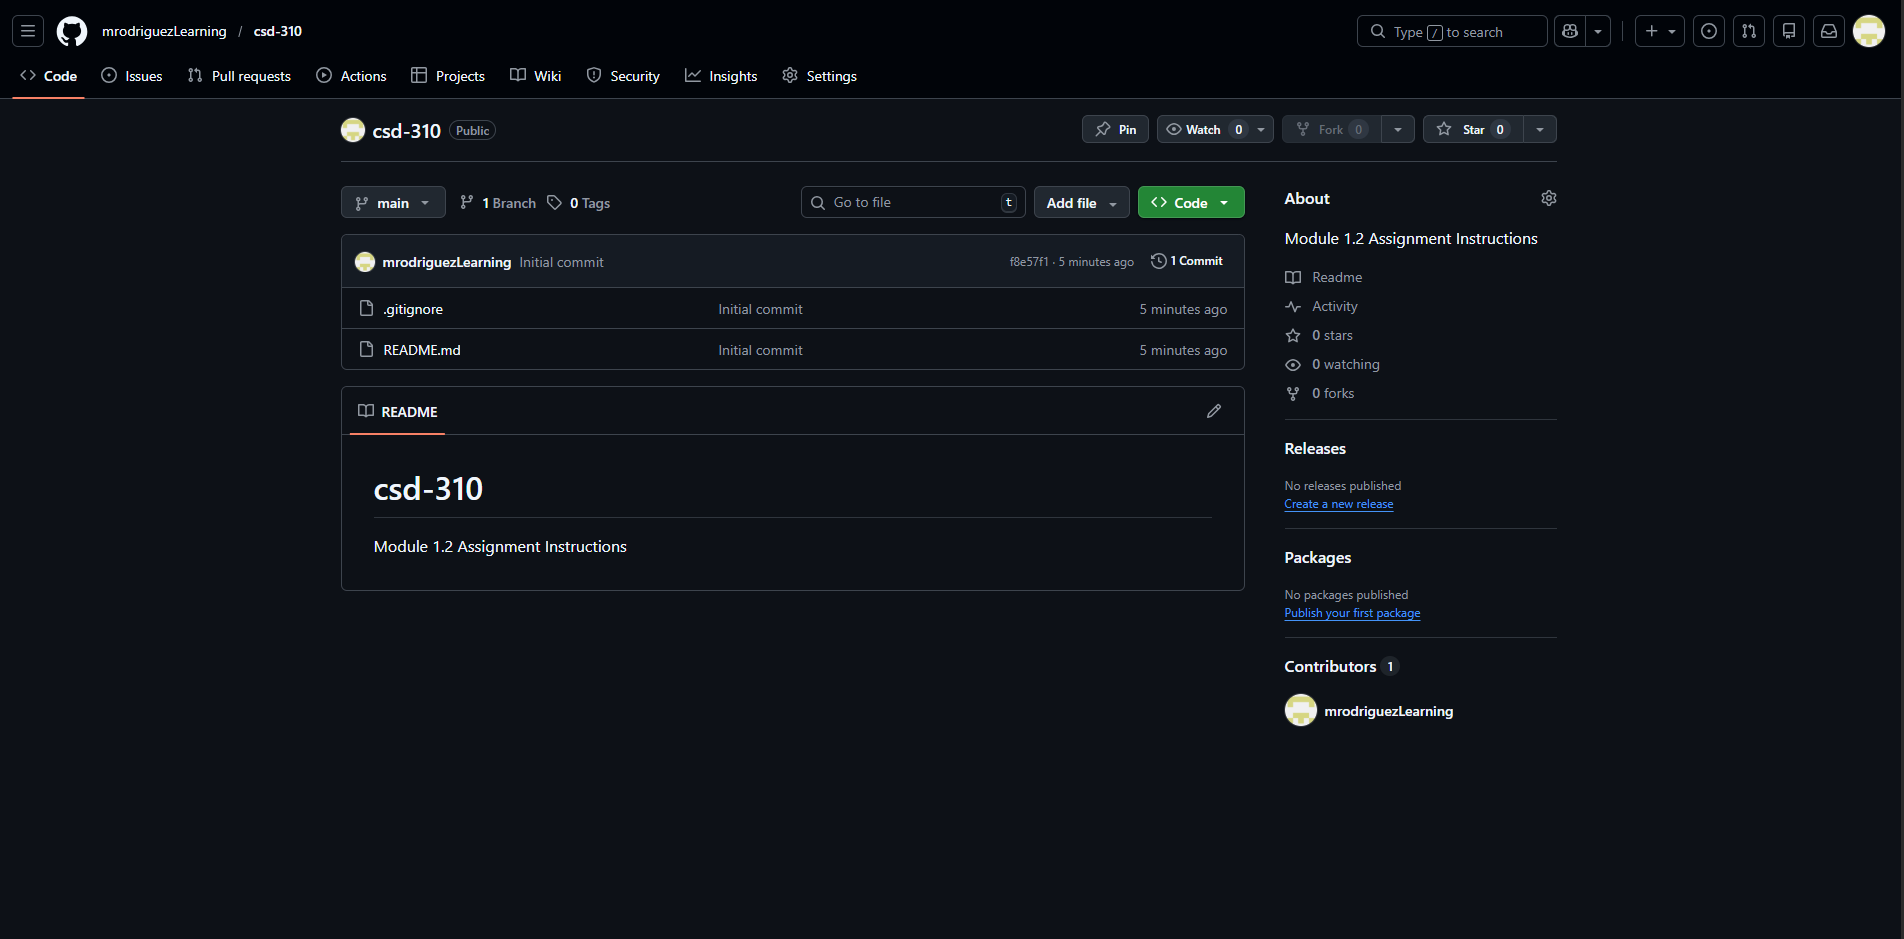 mrodriguezLearning / csd-310
Type / to search
Code Issues Pull requests Actions Projects Wiki Security Insights Settings
csd-310 Public
Pin Watch 0 Fork 0 Star 0
main 1 Branch 0 Tags
Go to file t Add file Code
mrodriguezLearning Initial commit f8e57f1 · 5 minutes ago 1 Commit
.gitignore Initial commit 5 minutes ago
README.md Initial commit 5 minutes ago
README
csd-310
Module 1.2 Assignment Instructions
About
Module 1.2 Assignment Instructions
Readme
Activity
0 stars
0 watching
0 forks
Releases
No releases published
Create a new release
Packages
No packages published
Publish your first package
Contributors 1
mrodriguezLearning